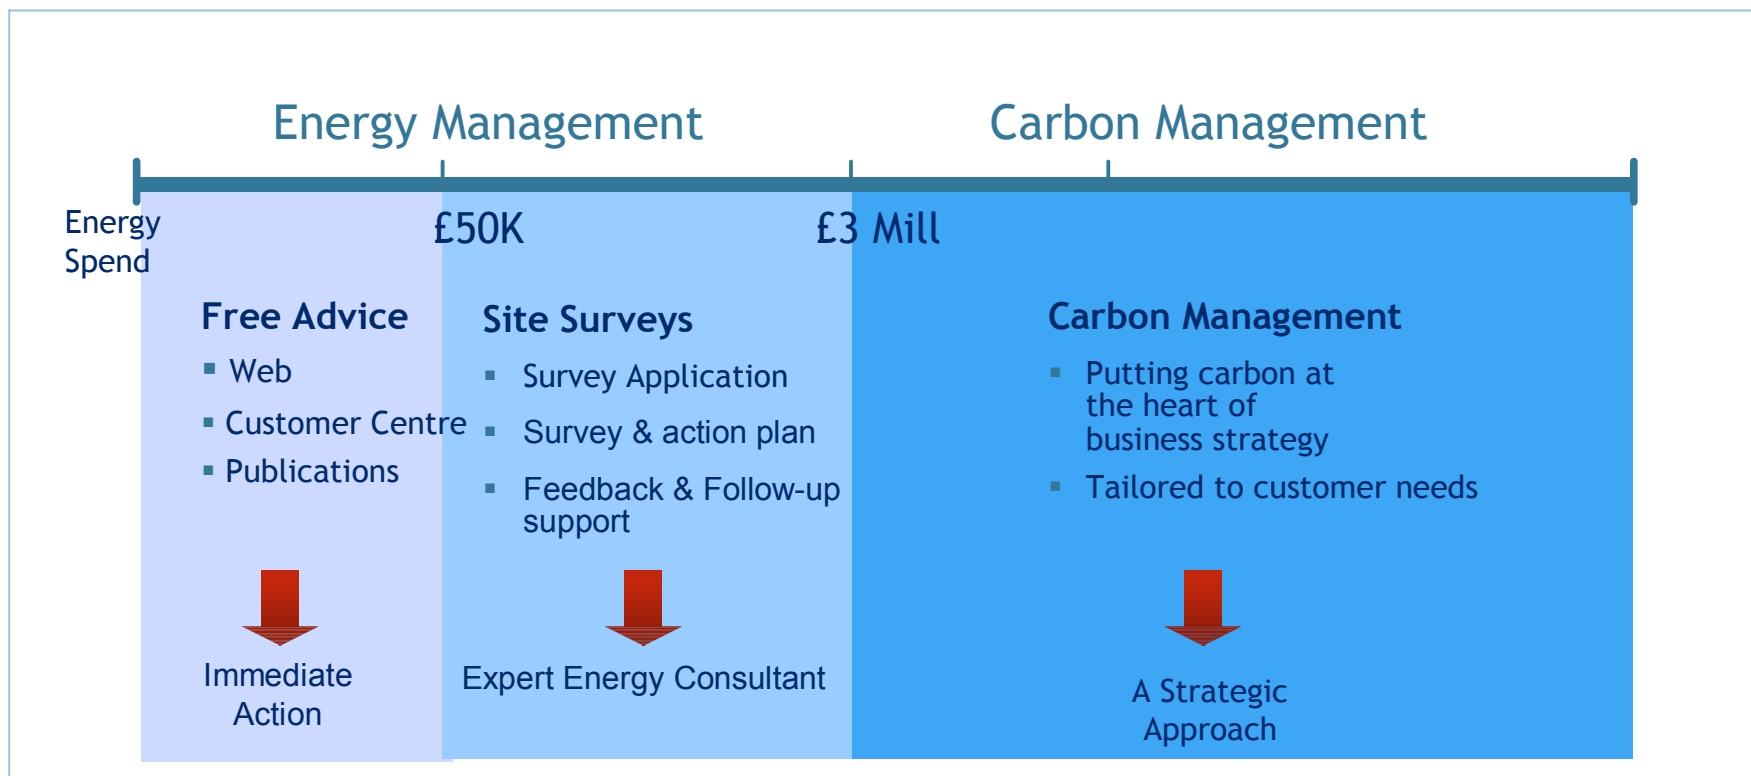 Energy Management
Carbon Management
Energy
Spend
£50K
£3 Mill
Free Advice
Web
Customer Centre
Publications
Immediate
Action
Site Surveys
Survey Application
Survey & action plan
Feedback & Follow-up
support
Expert Energy Consultant
Carbon Management
Putting carbon at
the heart of
business strategy
Tailored to customer needs
A Strategic
Approach